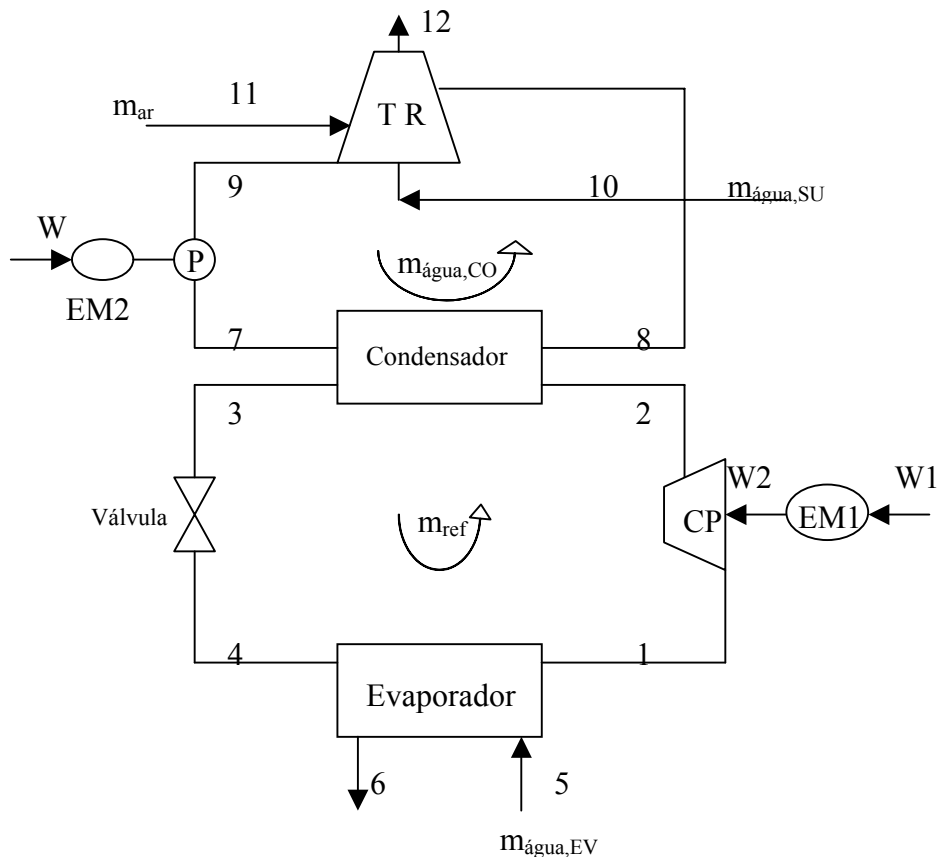 12
11
m_ar
T R
9
10
m_água,SU
W
P
m_água,CO
EM2
7
Condensador
8
3
2
W2
W1
Válvula
m_ref
CP
EM1
4
1
Evaporador
6
5
m_água,EV